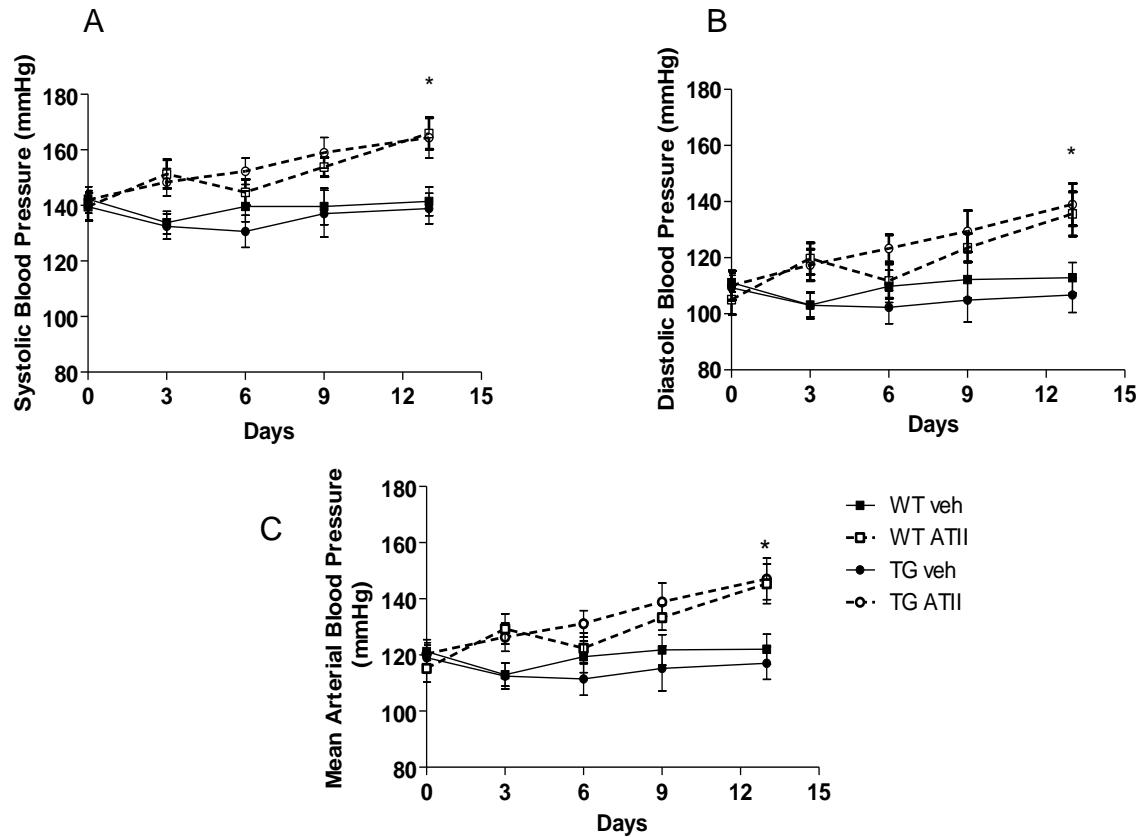 A
Systolic Blood Pressure (mmHg)
180
160
140
120
100
80
*
0 3 6 9 12 15
Days
B
Diastolic Blood Pressure (mmHg)
180
160
140
120
100
80
*
0 3 6 9 12 15
Days
C
Mean Arterial Blood Pressure
(mmHg)
180
160
140
120
100
80
*
0 3 6 9 12 15
Days
WT veh
WT ATII
TG veh
TG ATII